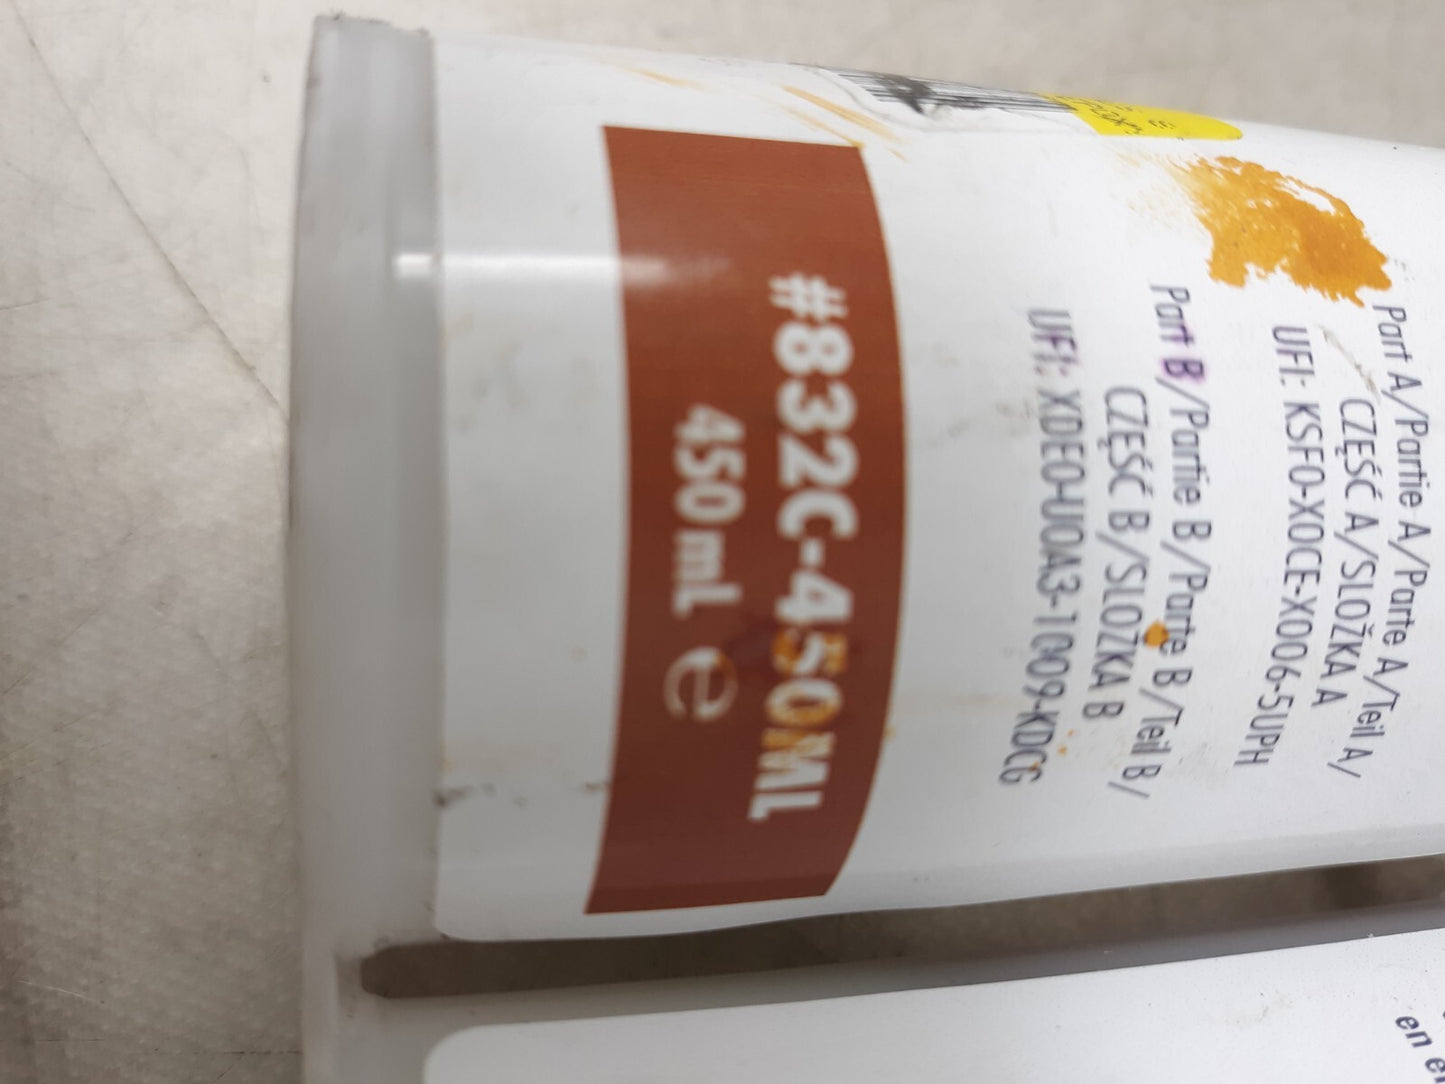 Part A/Partie A/Parte A/Teil A/
CZĘŚĆ A/SLOŽKA A
UFI: KSF0-X0CE-X006-5UPH
Part B/Partie B/Parte B/Teil B/
CZĘŚĆ B/SLOŽKA B
UFI: XDE0-U0A3-1009-KDCG
#832C-450ML
450 mL e
en